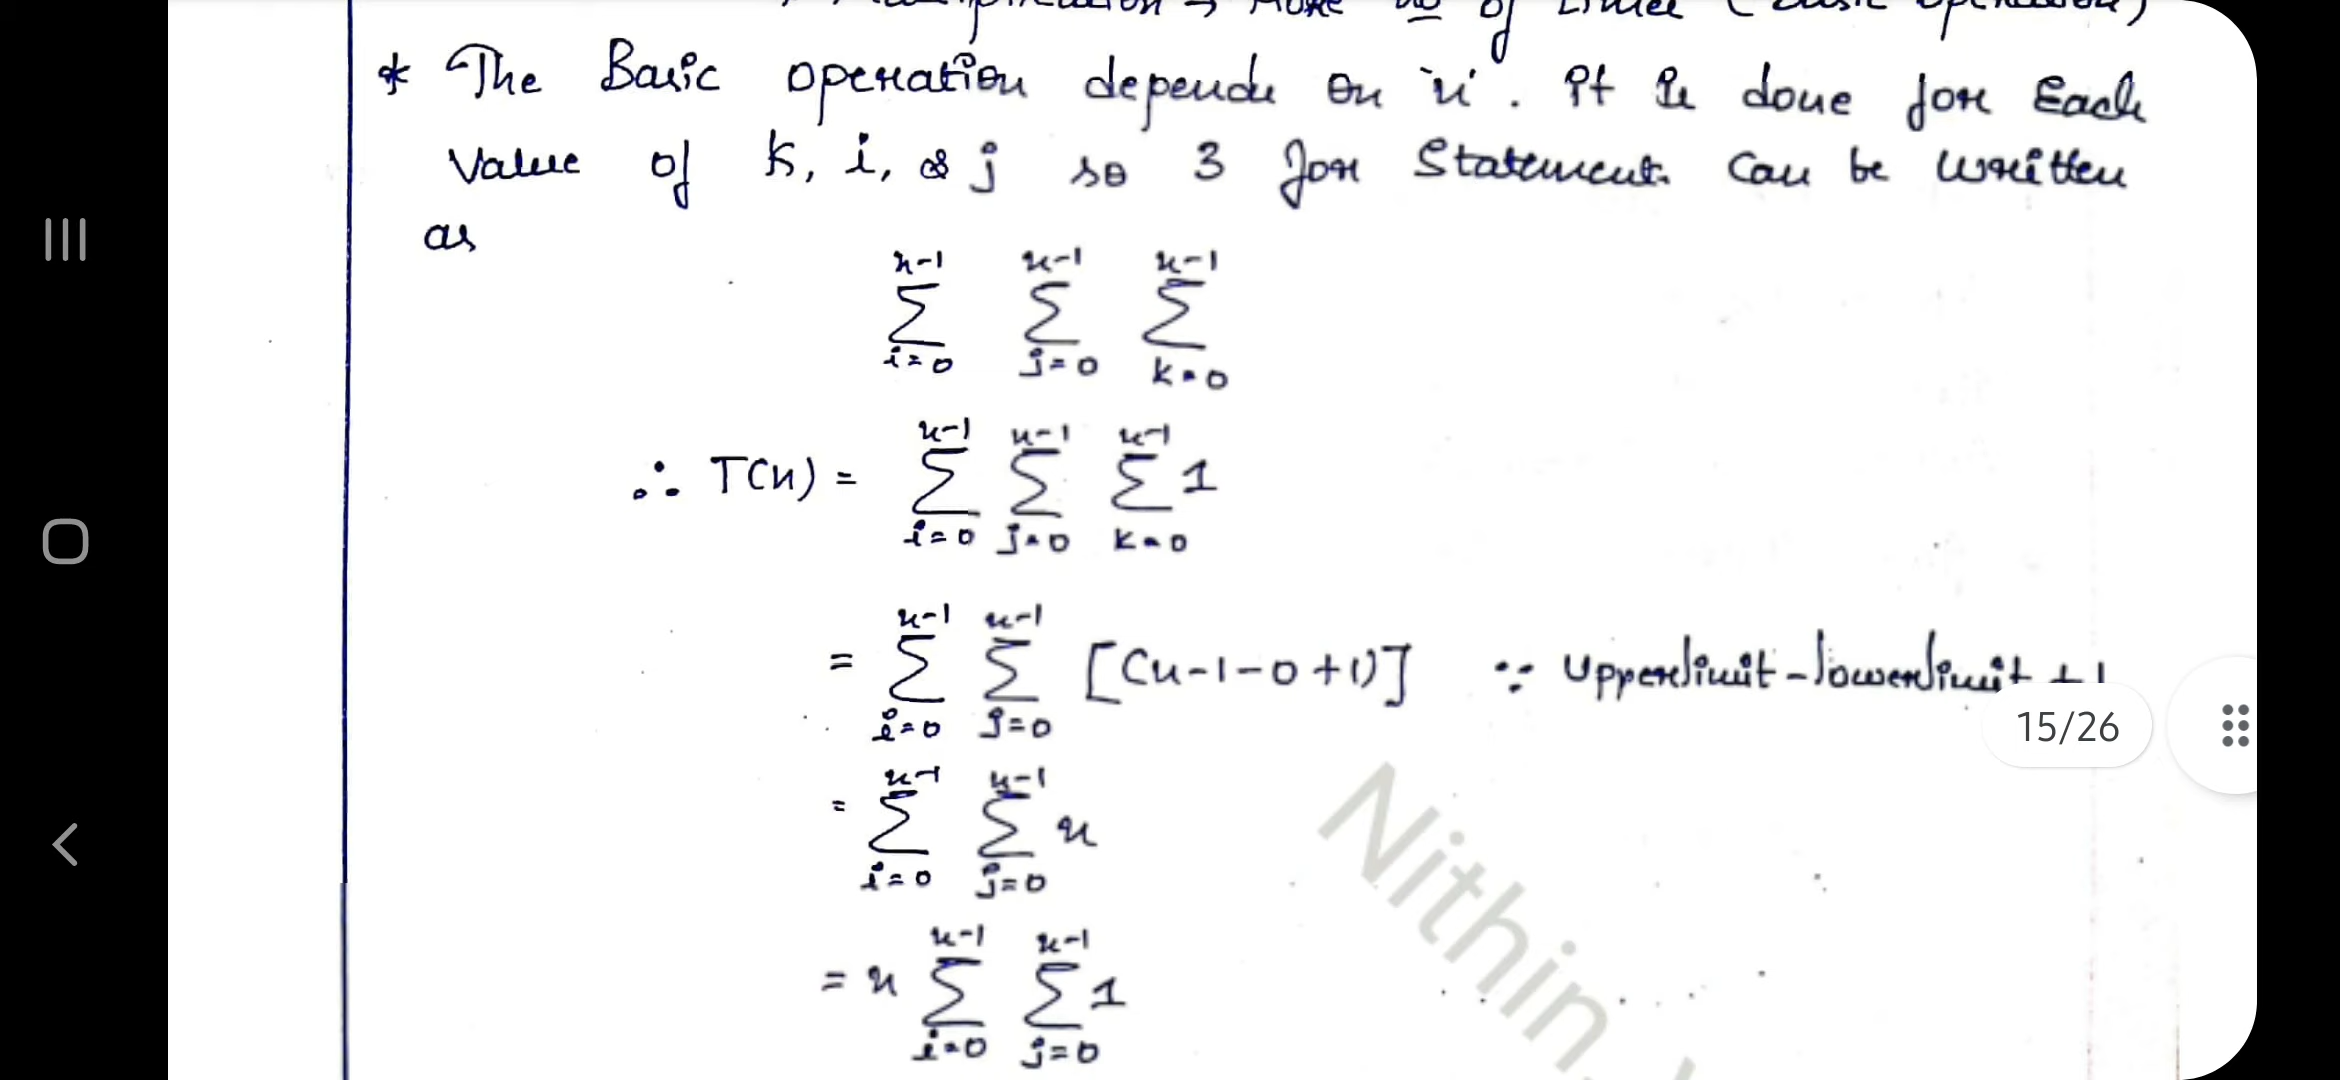 * The Basic operation depends on 'n'. it is done for Each
Value of k, i, & j so 3 for Statements can be written
as
n-1 n-1 n-1
Σ Σ Σ
i=0 j=0 k=0
∴ T(n) = n-1 n-1 n-1
Σ Σ Σ 1
i=0 j=0 k=0
= n-1 n-1
Σ Σ [(n-1-0+1)] ∵ Upperlimit-lowerlimit +1
i=0 j=0
15/26
= n-1 n-1
Σ Σ n
i=0 j=0
= n n-1 n-1
Σ Σ 1
i=0 j=0
Nithin